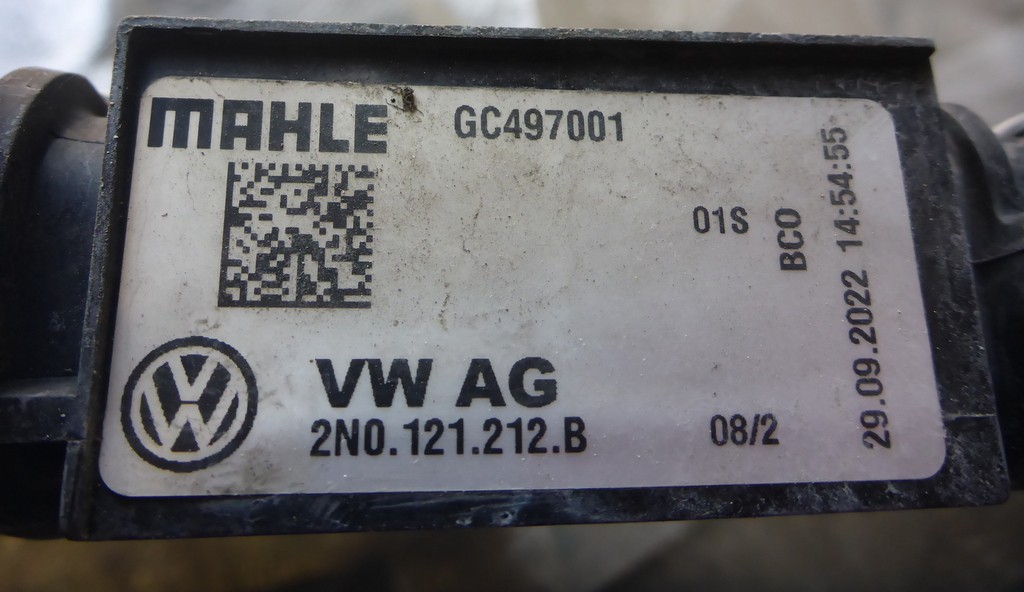 MAHLE
GC497001
01S
BCO
29.09.2022 14:54:55
VW AG
2N0.121.212.B
08/2